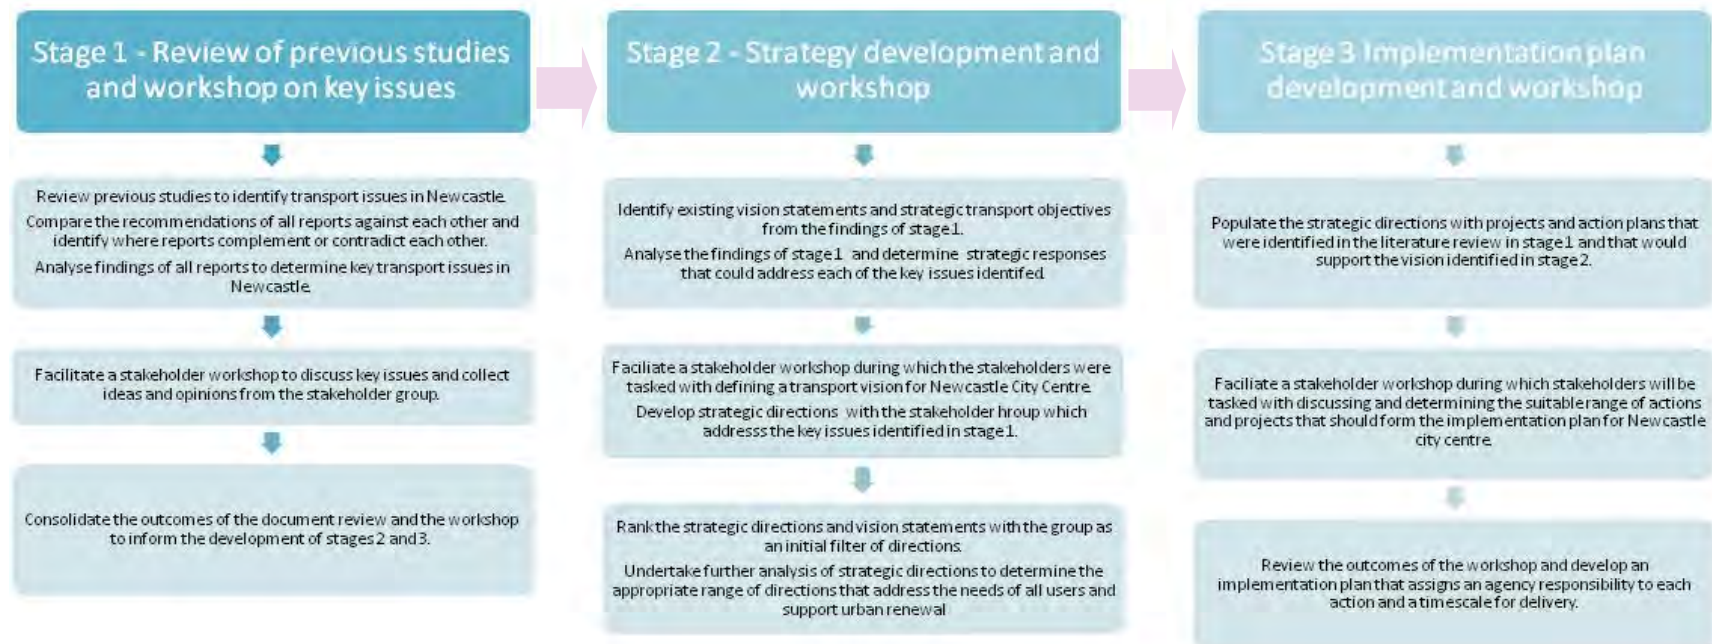 Stage 1 - Review of previous studies
and workshop on key issues
Review previous studies to identify transport issues in Newcastle.
Compare the recommendations of all reports against each other and
identify where reports complement or contradict each other.
Analyse findings of all reports to determine key transport issues in
Newcastle.
Facilitate a stakeholder workshop to discuss key issues and collect
ideas and opinions from the stakeholder group.
Consolidate the outcomes of the document review and the workshop
to inform the development of stages 2 and 3.
Stage 2 - Strategy development and
workshop
Identify existing vision statements and strategic transport objectives
from the findings of stage 1.
Analyse the findings of stage 1 and determine strategic responses
that could address each of the key issues identifed.
Faciliate a stakeholder workshop during which the stakeholders were
tasked with defining a transport vision for Newcastle City Centre.
Develop strategic directions with the stakeholder hroup which
addresss the key issues identified in stage 1.
Rank the strategic directions and vision statements with the group as
an initial filter of directions.
Undertake further analysis of strategic directions to determine the
appropriate range of directions that address the needs of all users and
support urban renewal
Stage 3 Implementation plan
development and workshop
Populate the strategic directions with projects and action plans that
were identified in the literature review in stage 1 and that would
support the vision identified in stage 2.
Faciliate a stakeholder workshop during which stakeholders will be
tasked with discussing and determining the suitable range of actions
and projects that should form the implementation plan for Newcastle
city centre.
Review the outcomes of the workshop and develop an
implementation plan that assigns an agency responsibility to each
action and a timescale for delivery.